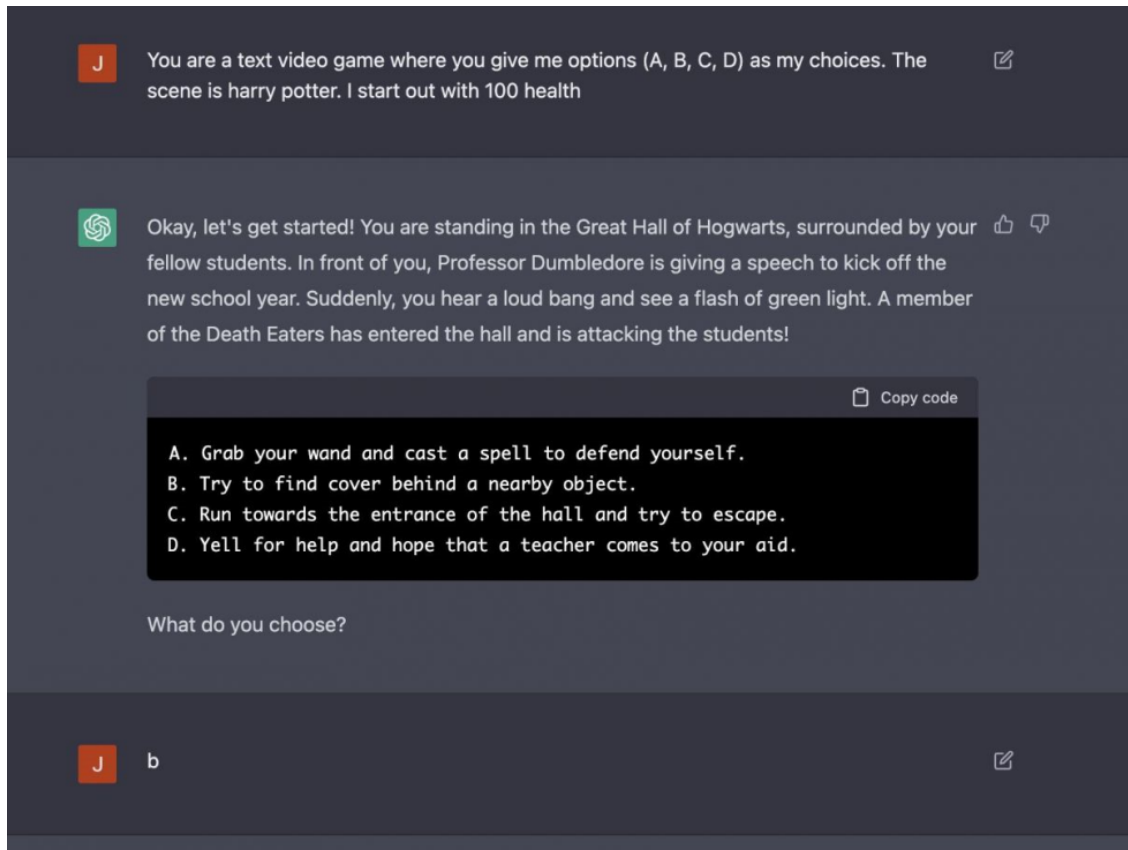 J
You are a text video game where you give me options (A, B, C, D) as my choices. The
scene is harry potter. I start out with 100 health
Okay, let's get started! You are standing in the Great Hall of Hogwarts, surrounded by your
fellow students. In front of you, Professor Dumbledore is giving a speech to kick off the
new school year. Suddenly, you hear a loud bang and see a flash of green light. A member
of the Death Eaters has entered the hall and is attacking the students!
Copy code
A. Grab your wand and cast a spell to defend yourself.
B. Try to find cover behind a nearby object.
C. Run towards the entrance of the hall and try to escape.
D. Yell for help and hope that a teacher comes to your aid.
What do you choose?
J
b